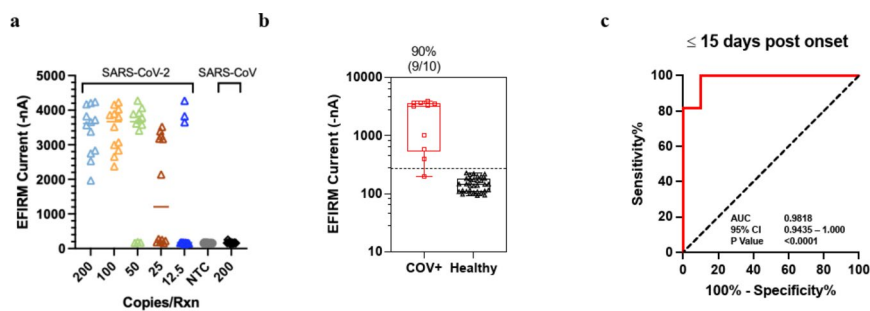 a
SARS-CoV-2
SARS-CoV
EFIRM Current (-nA)
5000
4000
3000
2000
1000
0
200
100
50
25
12.5
NTC
200
Copies/Rxn
b
90%
(9/10)
EFIRM Current (-nA)
10000
1000
100
10
COV+
Healthy
c
≤ 15 days post onset
Sensitivity%
100
80
60
40
20
0
AUC 0.9818
95% CI 0.9435 – 1.000
P Value <0.0001
0 20 40 60 80 100
100% - Specificity%